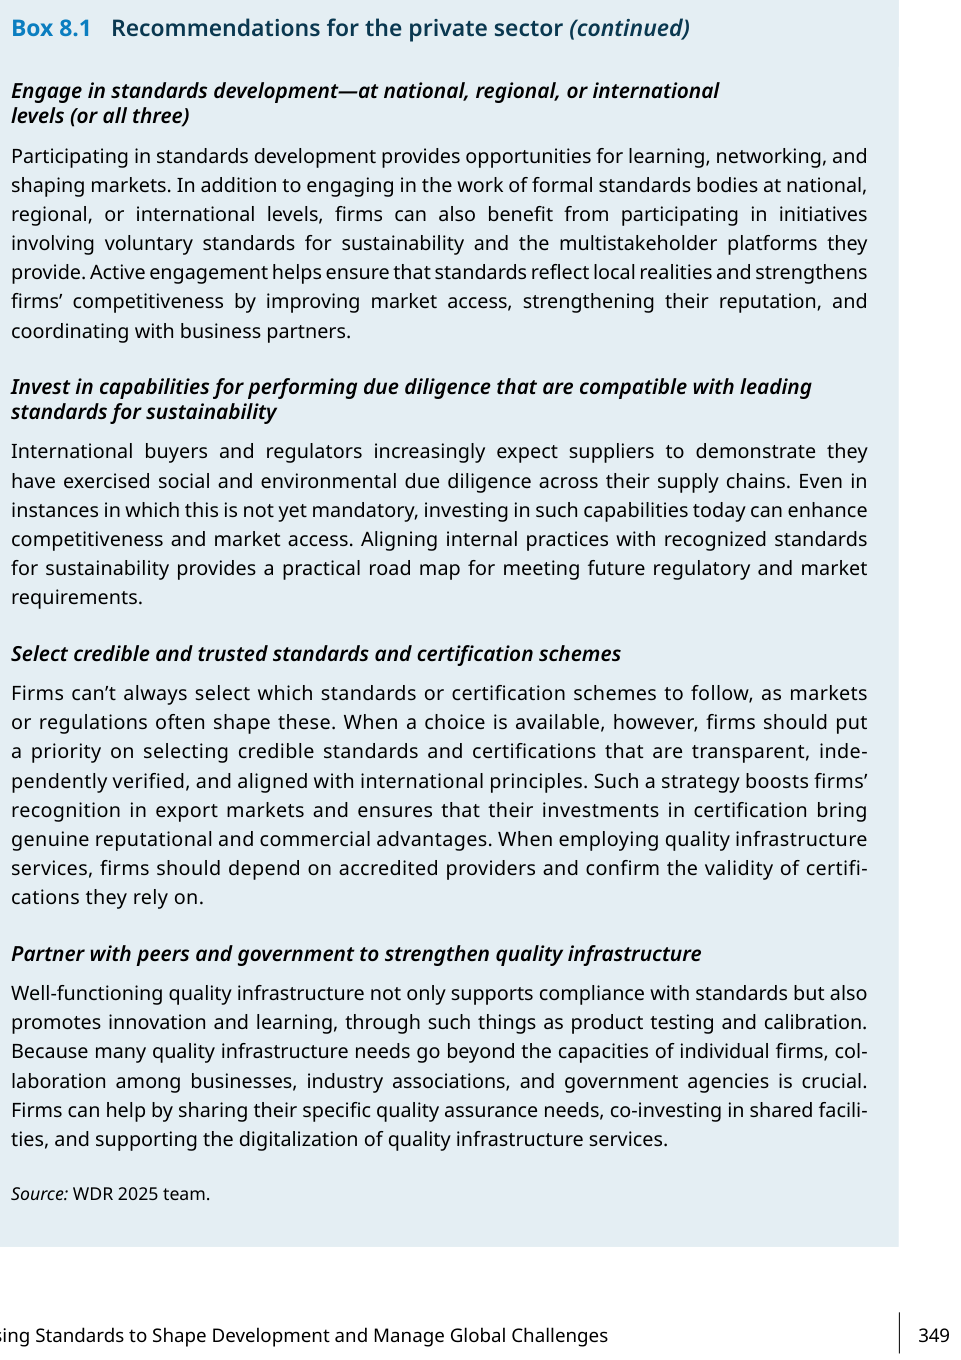 Box 8.1 Recommendations for the private sector (continued)
Engage in standards development—at national, regional, or international
levels (or all three)
Participating in standards development provides opportunities for learning, networking, and
shaping markets. In addition to engaging in the work of formal standards bodies at national,
regional, or international levels, firms can also benefit from participating in initiatives
involving voluntary standards for sustainability and the multistakeholder platforms they
provide. Active engagement helps ensure that standards reflect local realities and strengthens
firms’ competitiveness by improving market access, strengthening their reputation, and
coordinating with business partners.
Invest in capabilities for performing due diligence that are compatible with leading
standards for sustainability
International buyers and regulators increasingly expect suppliers to demonstrate they
have exercised social and environmental due diligence across their supply chains. Even in
instances in which this is not yet mandatory, investing in such capabilities today can enhance
competitiveness and market access. Aligning internal practices with recognized standards
for sustainability provides a practical road map for meeting future regulatory and market
requirements.
Select credible and trusted standards and certification schemes
Firms can’t always select which standards or certification schemes to follow, as markets
or regulations often shape these. When a choice is available, however, firms should put
a priority on selecting credible standards and certifications that are transparent, inde-
pendently verified, and aligned with international principles. Such a strategy boosts firms’
recognition in export markets and ensures that their investments in certification bring
genuine reputational and commercial advantages. When employing quality infrastructure
services, firms should depend on accredited providers and confirm the validity of certifi-
cations they rely on.
Partner with peers and government to strengthen quality infrastructure
Well-functioning quality infrastructure not only supports compliance with standards but also
promotes innovation and learning, through such things as product testing and calibration.
Because many quality infrastructure needs go beyond the capacities of individual firms, col-
laboration among businesses, industry associations, and government agencies is crucial.
Firms can help by sharing their specific quality assurance needs, co-investing in shared facili-
ties, and supporting the digitalization of quality infrastructure services.
Source: WDR 2025 team.
sing Standards to Shape Development and Manage Global Challenges 349